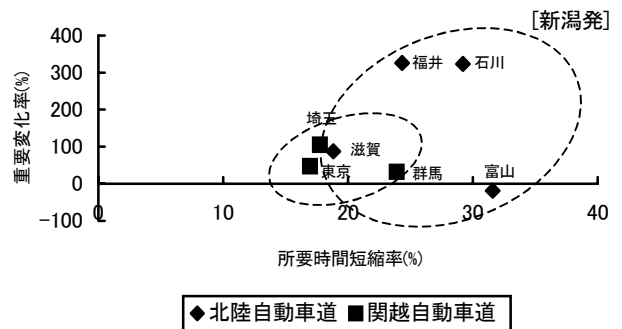 [新潟発]
重要変化率(%)
400
300
200
100
0
−100
福井
石川
埼玉
滋賀
東京
群馬
富山
0
10
20
30
40
所要時間短縮率(%)
◆北陸自動車道 ■関越自動車道